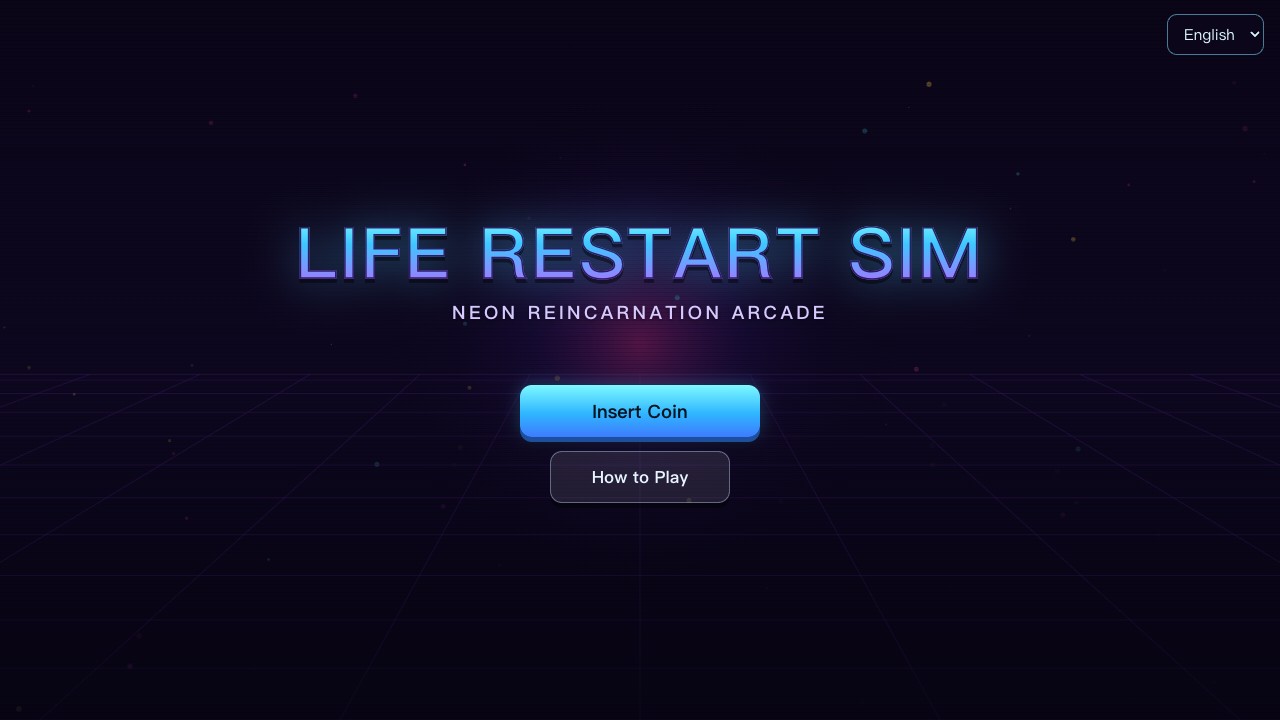 English
LIFE RESTART SIM
NEON REINCARNATION ARCADE
Insert Coin
How to Play